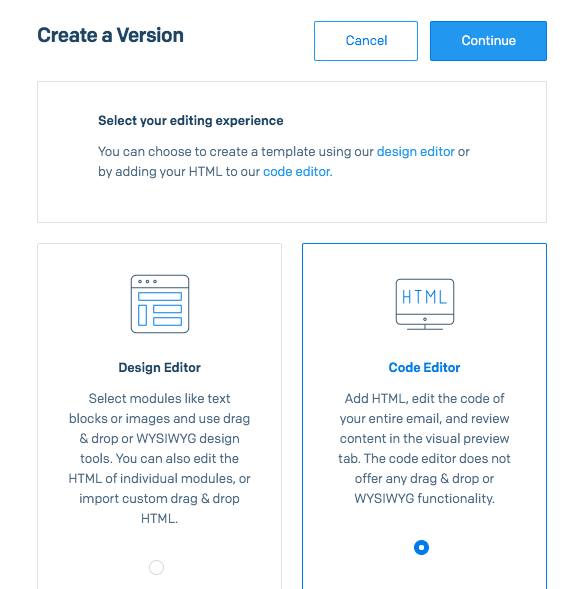 Create a Version
Cancel
Continue
Select your editing experience
You can choose to create a template using our design editor or
by adding your HTML to our code editor.
Design Editor
Select modules like text
blocks or images and use drag
& drop or WYSIWYG design
tools. You can also edit the
HTML of individual modules, or
import custom drag & drop
HTML.
HTML
Code Editor
Add HTML, edit the code of
your entire email, and review
content in the visual preview
tab. The code editor does not
offer any drag & drop or
WYSIWYG functionality.